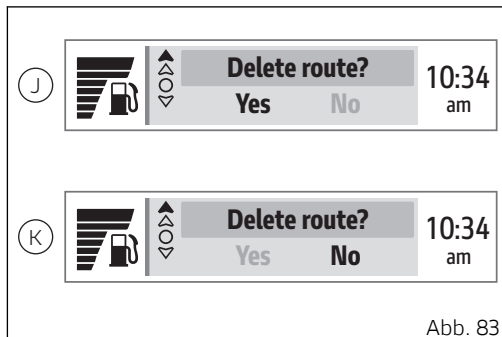 J
Delete route?
Yes No
10:34
am
K
Delete route?
Yes No
10:34
am
Abb. 83